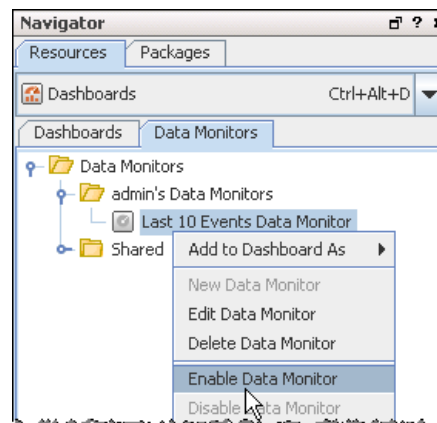 Navigator
Resources Packages
Dashboards Ctrl+Alt+D
Dashboards Data Monitors
Data Monitors
admin's Data Monitors
Last 10 Events Data Monitor
Shared
Add to Dashboard As
New Data Monitor
Edit Data Monitor
Delete Data Monitor
Enable Data Monitor
Disable Data Monitor